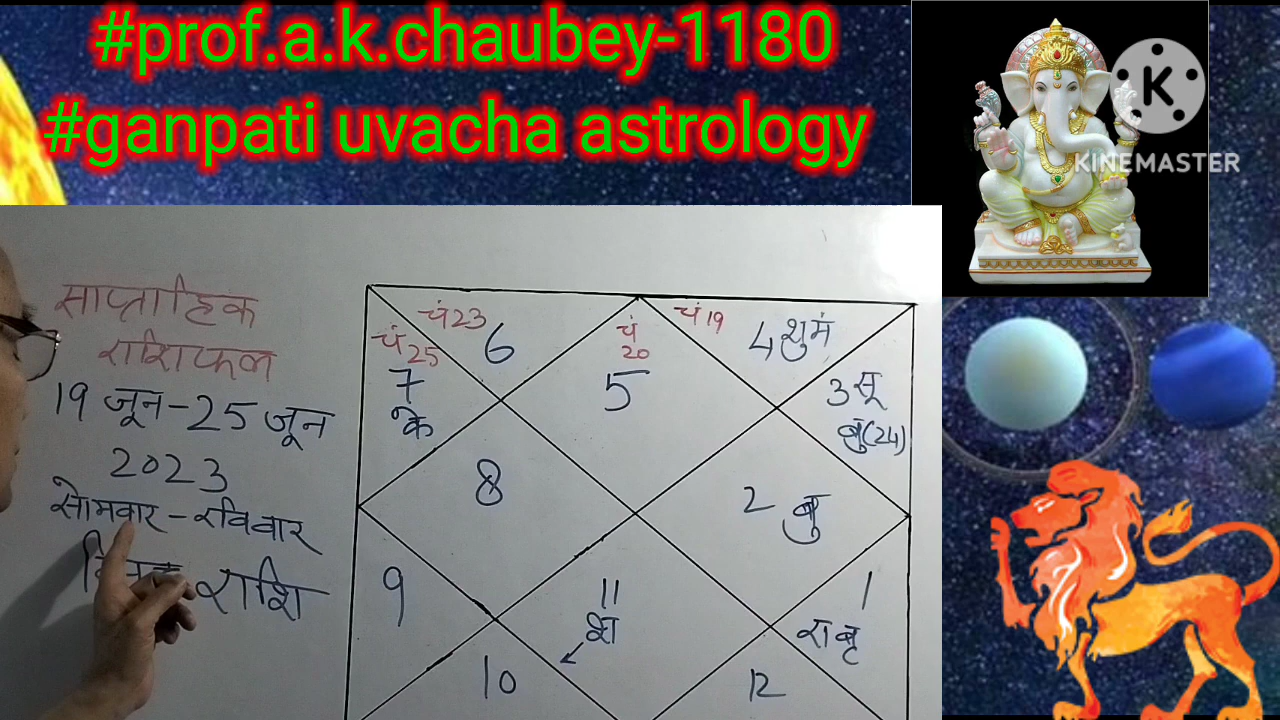 #prof.a.k.chaubey-1180
#ganpati uvacha astrology
K
KINEMASTER
साप्ताहिक
राशिफल
19 जून - 25 जून
2023
सोमवार - रविवार
राशि
चं 23
चं 25
6
चं 20
चं 19
4 शु मं
7
के
5
3 सू
बु (24)
8
2 बु
9
11
श
1
रा बृ
10
12